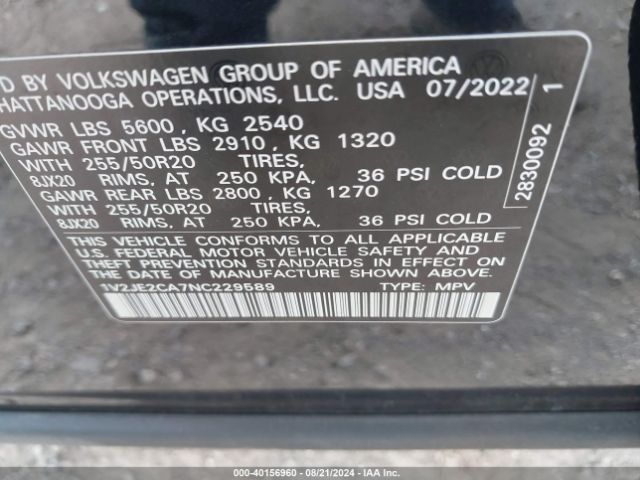 D BY VOLKSWAGEN GROUP OF AMERICA
HATTANOOGA OPERATIONS, LLC. USA 07/2022
GVWR LBS 5600, KG 2540
GAWR FRONT LBS 2910, KG 1320
WITH 255/50R20 TIRES,
8JX20 RIMS, AT 250 KPA, 36 PSI COLD
GAWR REAR LBS 2800, KG 1270
WITH 255/50R20 TIRES,
8JX20 RIMS, AT 250 KPA, 36 PSI COLD
THIS VEHICLE CONFORMS TO ALL APPLICABLE
U.S. FEDERAL MOTOR VEHICLE SAFETY AND
THEFT PREVENTION STANDARDS IN EFFECT ON
THE DATE OF MANUFACTURE SHOWN ABOVE.
1V2JE2CA7NC229589 TYPE: MPV
2830092 1
000-40156960 - 08/21/2024 - IAA Auctions